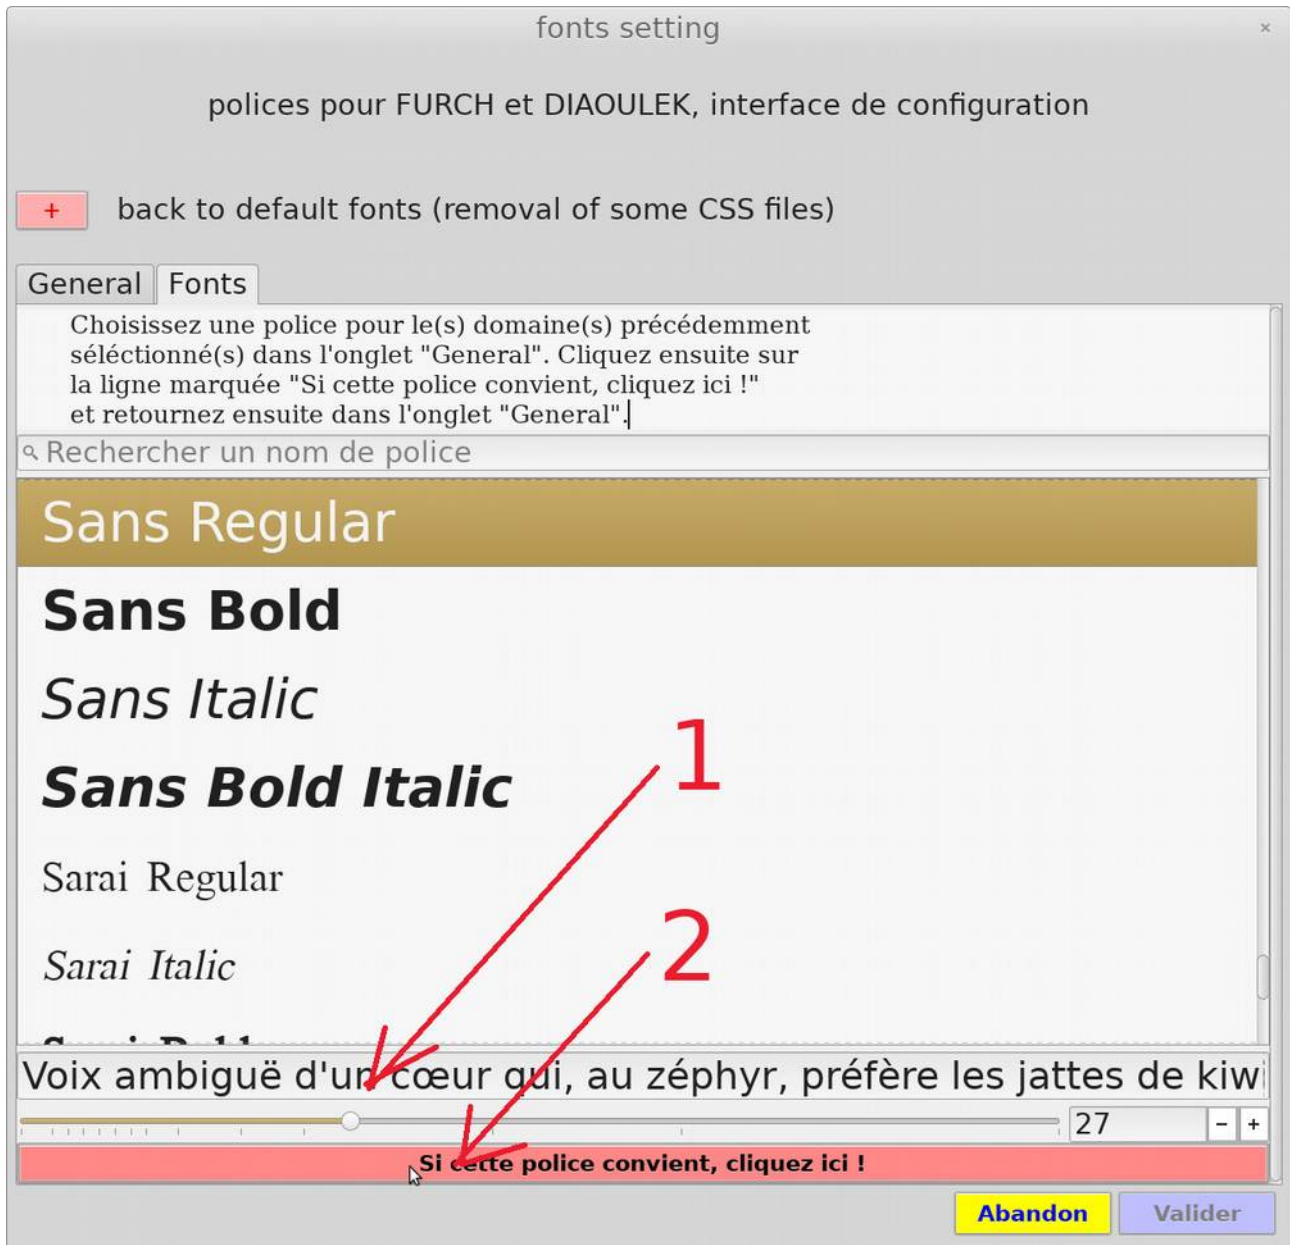 fonts setting
polices pour FURCH et DIAOULEK, interface de configuration
+ back to default fonts (removal of some CSS files)
General Fonts
Choisissez une police pour le(s) domaine(s) précédemment
séléctionné(s) dans l'onglet "General". Cliquez ensuite sur
la ligne marquée "Si cette police convient, cliquez ici !"
et retournez ensuite dans l'onglet "General".
Rechercher un nom de police
Sans Regular
Sans Bold
Sans Italic
1
Sans Bold Italic
Sarai Regular
2
Sarai Italic
Voix ambiguë d'un cœur qui, au zéphyr, préfère les jattes de kiwi
27 - +
Si cette police convient, cliquez ici !
Abandon Valider